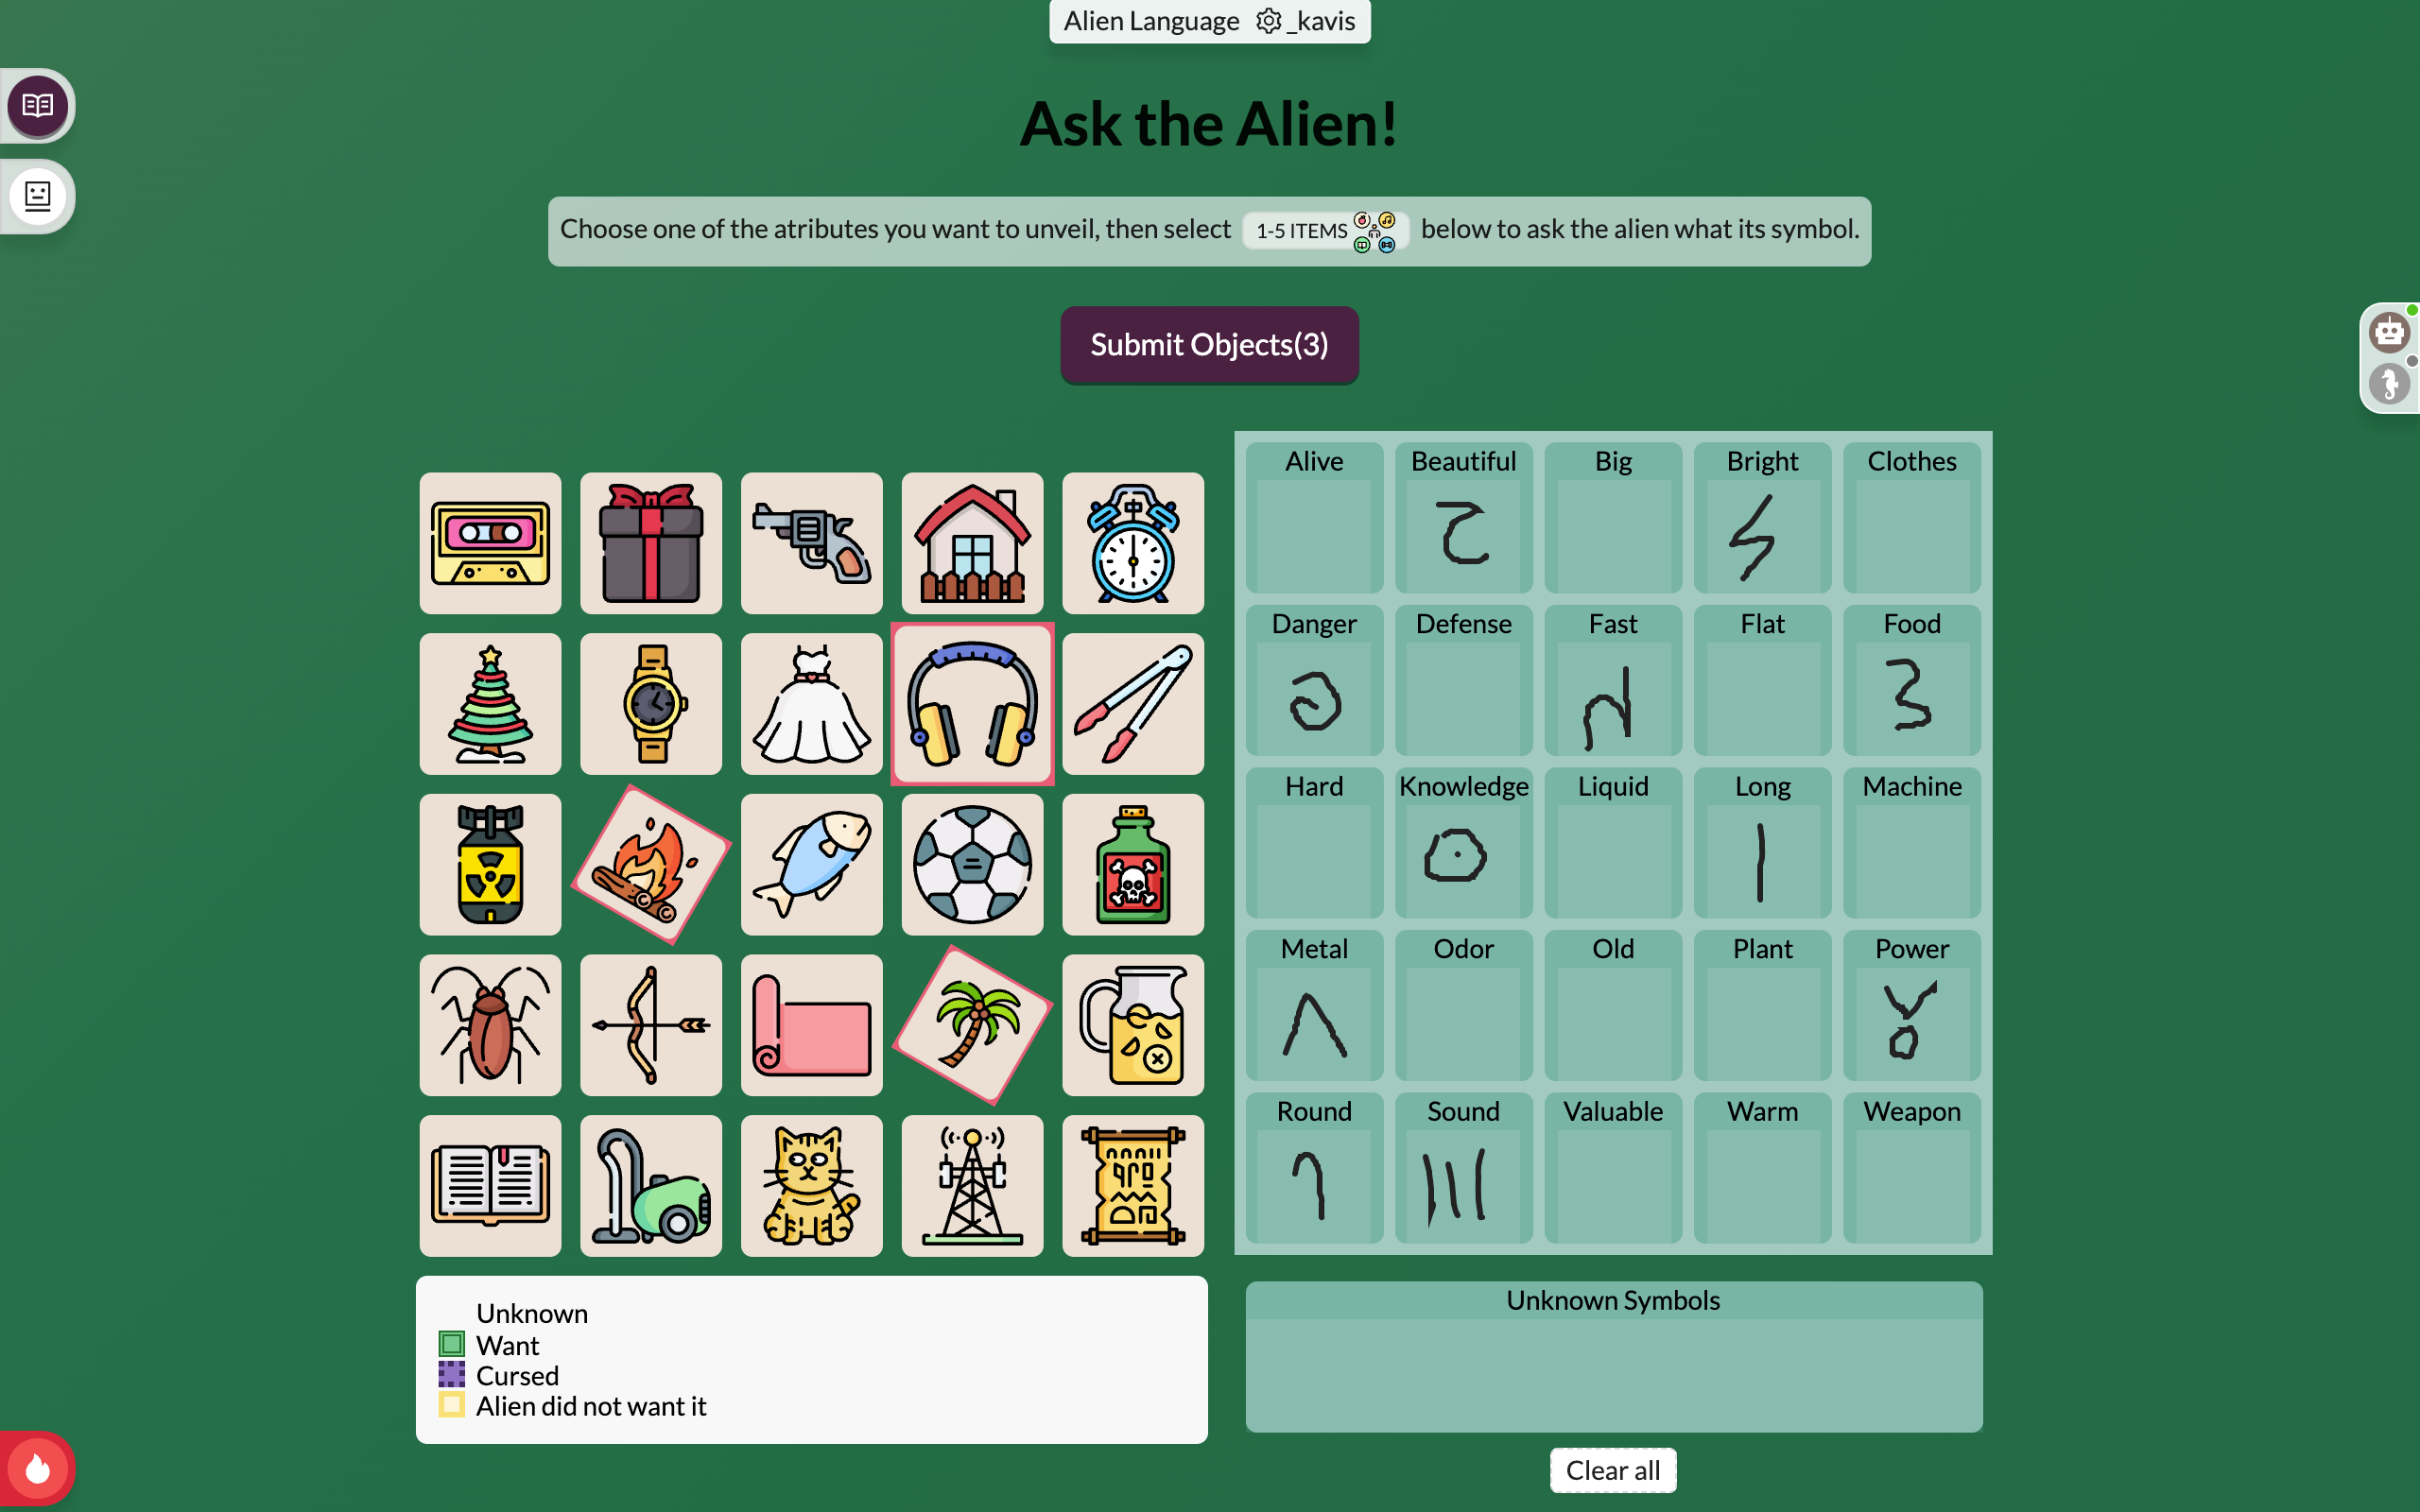 Alien Language _kavis
Ask the Alien!
Choose one of the atributes you want to unveil, then select 1-5 ITEMS below to ask the alien what its symbol.
Submit Objects(3)
Alive Beautiful Big Bright Clothes
Danger Defense Fast Flat Food
Hard Knowledge Liquid Long Machine
Metal Odor Old Plant Power
Round Sound Valuable Warm Weapon
Unknown
Want
Cursed
Alien did not want it
Unknown Symbols
Clear all